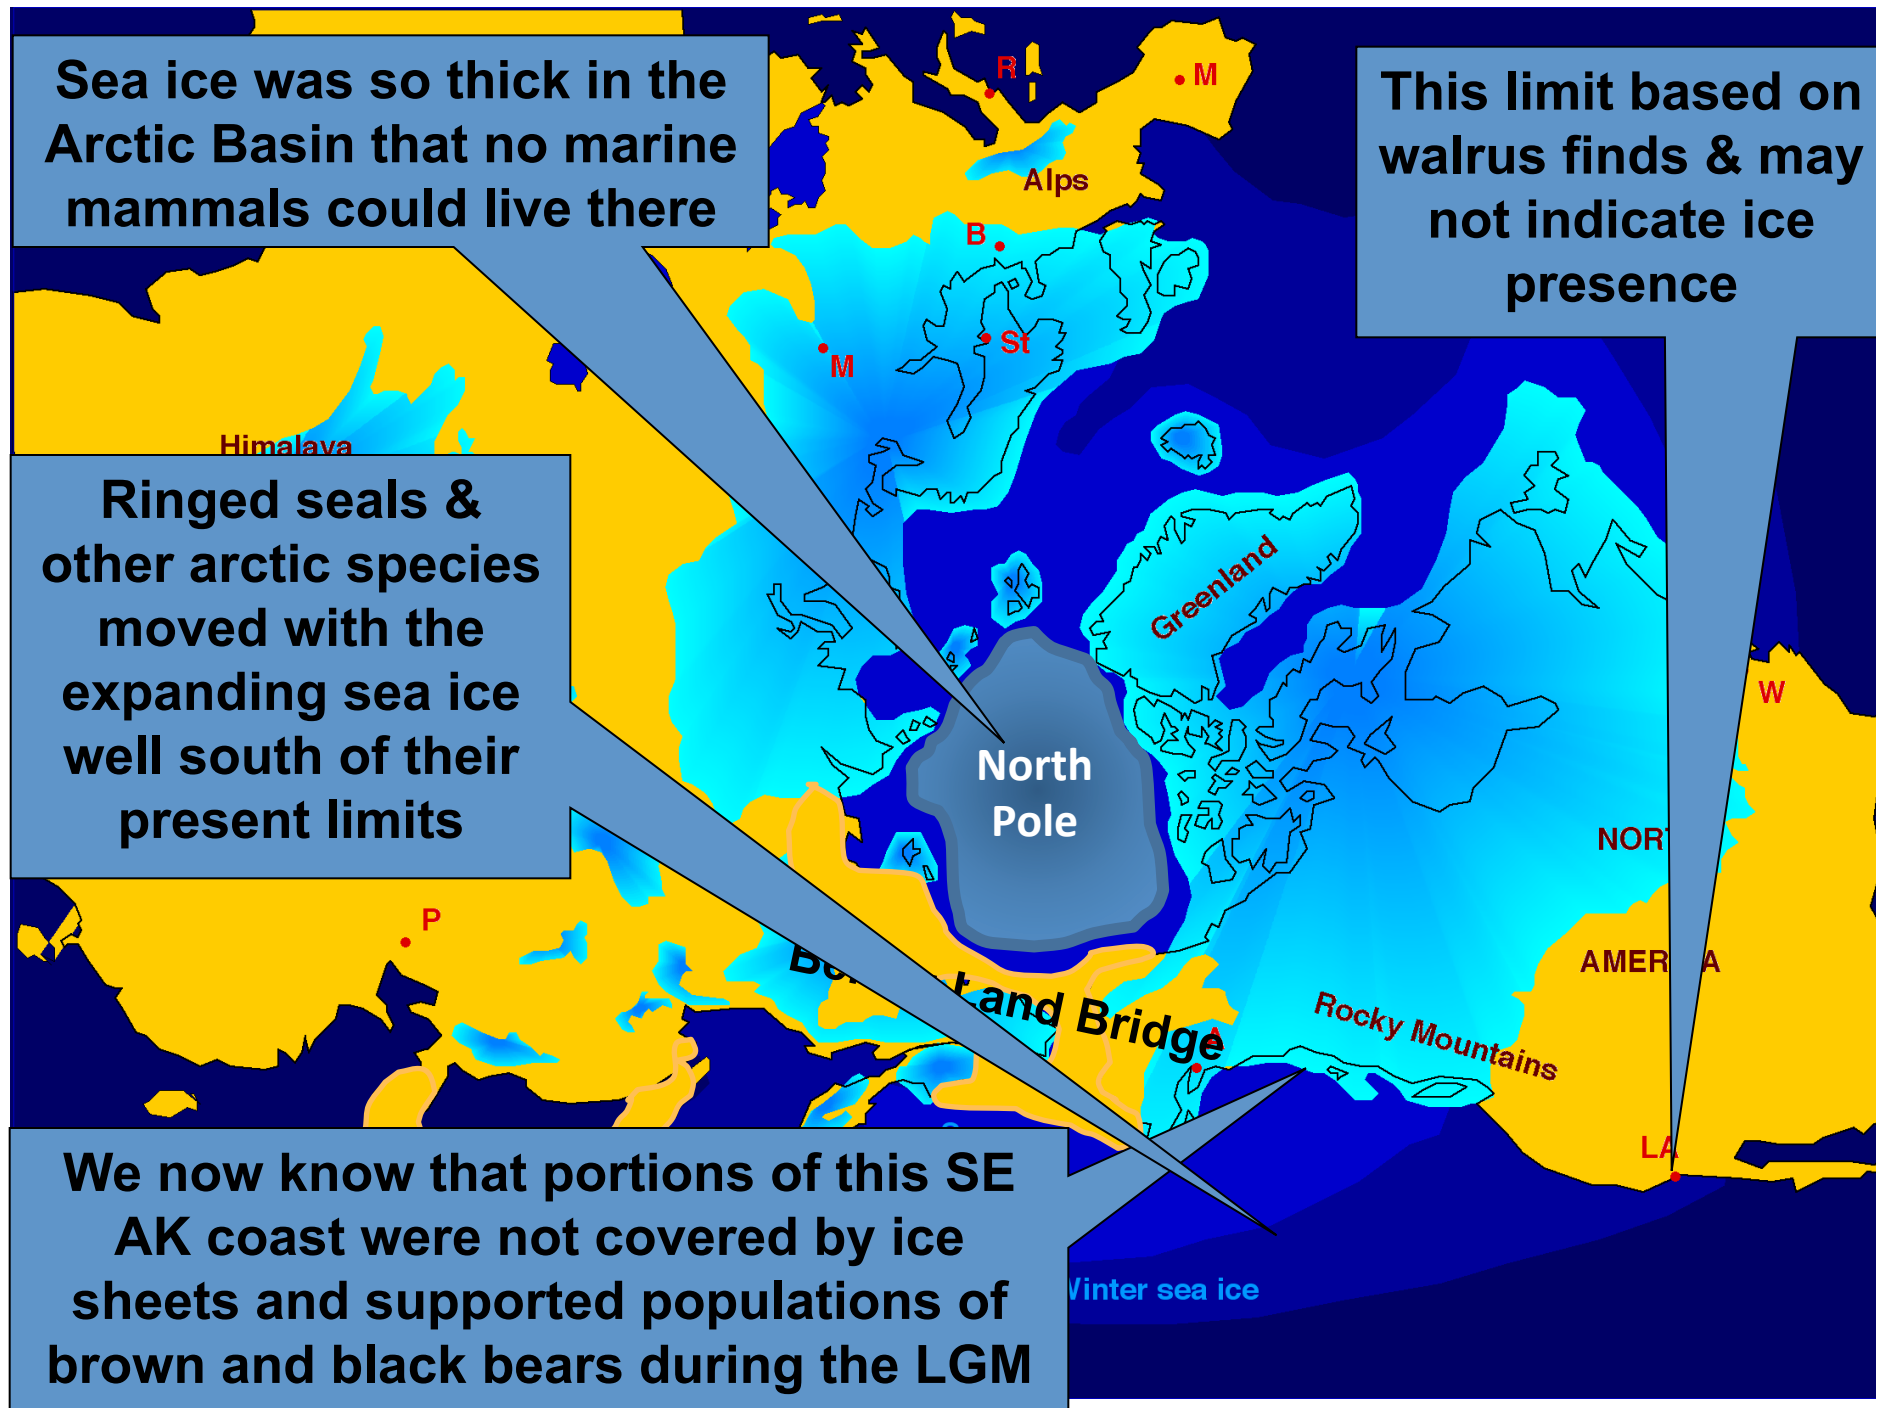 Sea ice was so thick in the
Arctic Basin that no marine
mammals could live there
R
M
This limit based on
walrus finds & may
not indicate ice
presence
Alps
B
St
M
Himalaya
Ringed seals &
other arctic species
moved with the
expanding sea ice
well south of their
present limits
Greenland
W
North
Pole
P
AMERICA
Land Bridge
A
Rocky Mountains
LA
We now know that portions of this SE
AK coast were not covered by ice
sheets and supported populations of
brown and black bears during the LGM
Winter sea ice